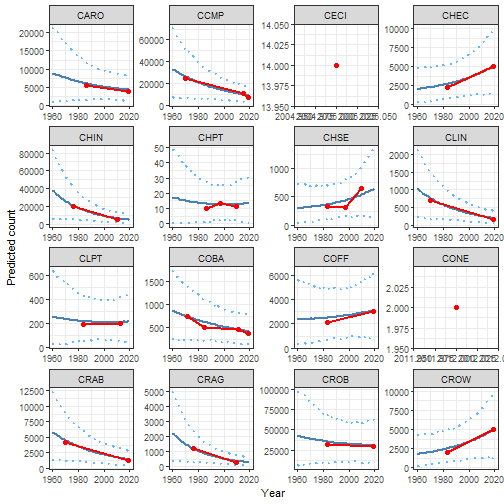 CARO CCMP CECI CHEC
20000 15000 10000 5000 0
60000 40000 20000 0
14.050 14.025 14.000 13.975 13.950
10000 7500 5000 2500 0
1960 1980 2000 2020 1960 1980 2000 2020 1960 1980 2000 2020
CHIN CHPT CHSE CLIN
80000 60000 40000 20000 0
50 40 30 20 10 0
1000 500 0
2000 1500 1000 500 0
1960 1980 2000 2020 1960 1980 2000 2020 1960 1980 2000 2020 1960 1980 2000 2020
Predicted count
CLPT COBA COFF CONE
600 400 200 0
1500 1000 500
6000 4000 2000 0
2.025 2.000 1.975 1.950
1960 1980 2000 2020 1960 1980 2000 2020 1960 1980 2000 2020
CRAB CRAG CROB CROW
12500 10000 7500 5000 2500 0
5000 4000 3000 2000 1000 0
100000 75000 50000 25000 0
10000 7500 5000 2500 0
1960 1980 2000 2020 1960 1980 2000 2020 1960 1980 2000 2020 1960 1980 2000 2020
Year